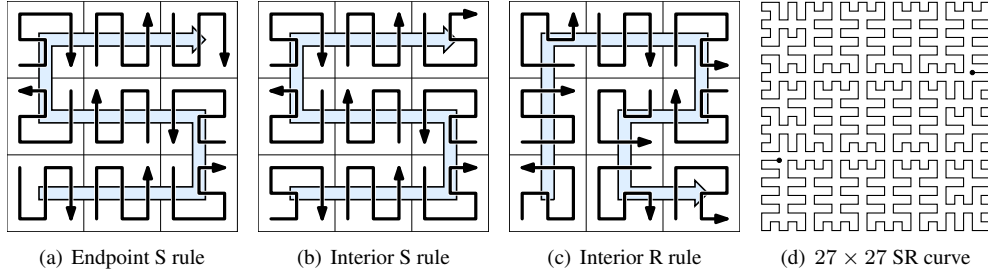 (a) Endpoint S rule
(b) Interior S rule
(c) Interior R rule
(d) 27 × 27 SR curve